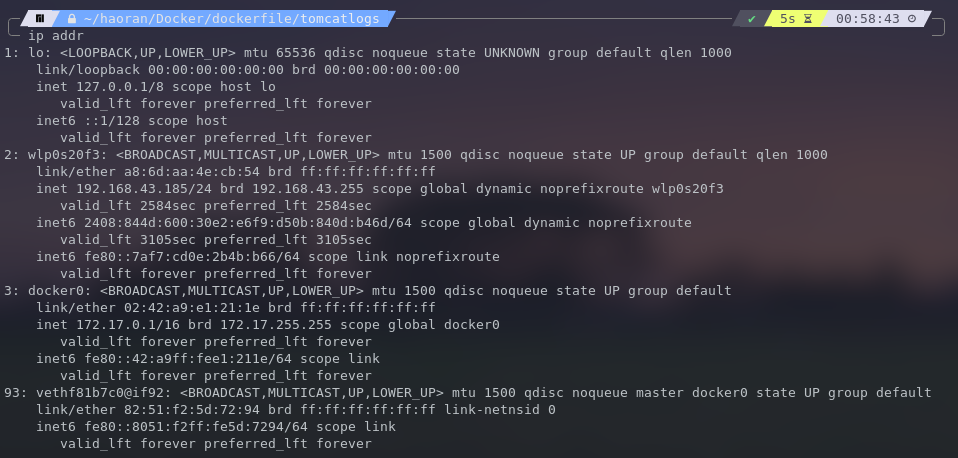 ~/haoran/Docker/dockerfile/tomcatlogs ✔ 5s 00:58:43
ip addr
1: lo: <LOOPBACK,UP,LOWER_UP> mtu 65536 qdisc noqueue state UNKNOWN group default qlen 1000
link/loopback 00:00:00:00:00:00 brd 00:00:00:00:00:00
inet 127.0.0.1/8 scope host lo
valid_lft forever preferred_lft forever
inet6 ::1/128 scope host
valid_lft forever preferred_lft forever
2: wlp0s20f3: <BROADCAST,MULTICAST,UP,LOWER_UP> mtu 1500 qdisc noqueue state UP group default qlen 1000
link/ether a8:6d:aa:4e:cb:54 brd ff:ff:ff:ff:ff:ff
inet 192.168.43.185/24 brd 192.168.43.255 scope global dynamic noprefixroute wlp0s20f3
valid_lft 2584sec preferred_lft 2584sec
inet6 2408:844d:600:30e2:e6f9:d50b:840d:b46d/64 scope global dynamic noprefixroute
valid_lft 3105sec preferred_lft 3105sec
inet6 fe80::7af7:cd0e:2b4b:b66/64 scope link noprefixroute
valid_lft forever preferred_lft forever
3: docker0: <BROADCAST,MULTICAST,UP,LOWER_UP> mtu 1500 qdisc noqueue state UP group default
link/ether 02:42:a9:e1:21:1e brd ff:ff:ff:ff:ff:ff
inet 172.17.0.1/16 brd 172.17.255.255 scope global docker0
valid_lft forever preferred_lft forever
inet6 fe80::42:a9ff:fee1:211e/64 scope link
valid_lft forever preferred_lft forever
93: vethf81b7c0@if92: <BROADCAST,MULTICAST,UP,LOWER_UP> mtu 1500 qdisc noqueue master docker0 state UP group default
link/ether 82:51:f2:5d:72:94 brd ff:ff:ff:ff:ff:ff link-netnsid 0
inet6 fe80::8051:f2ff:fe5d:7294/64 scope link
valid_lft forever preferred_lft forever